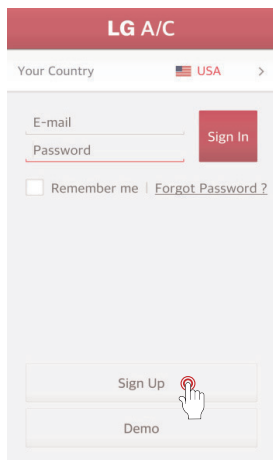 LG A/C
Your Country USA >
E-mail
Sign In
Password
Remember me | Forgot Password ?
Sign Up
Demo